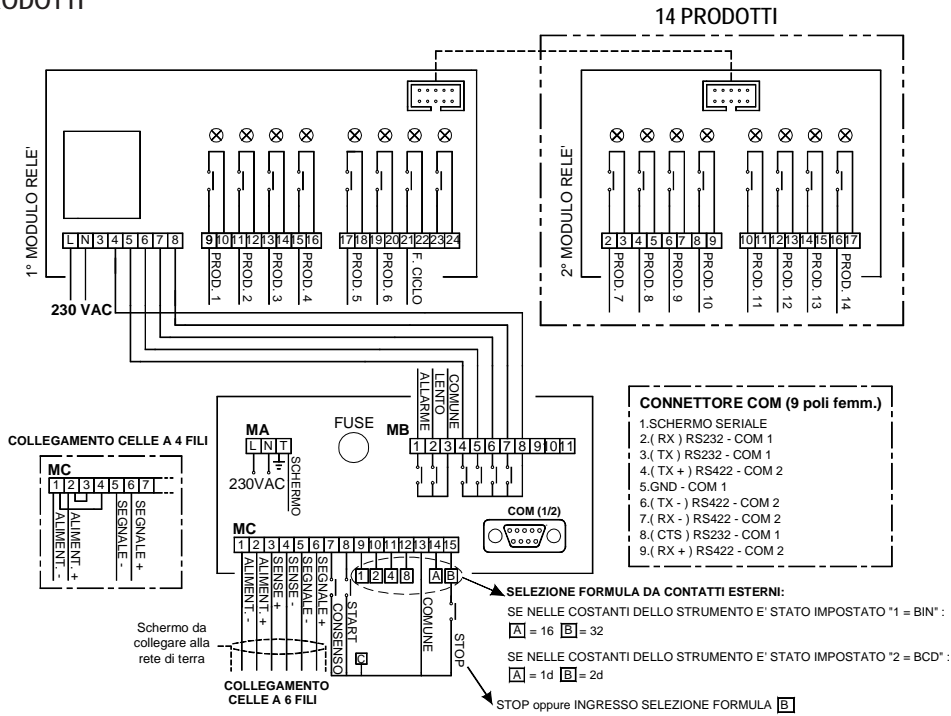 14 PRODOTTI
1° MODULO RELE'
L N 3 4 5 6 7 8
9 10 11 12 13 14 15 16
17 18 19 20 21 22 23 24
PROD. 1
PROD. 2
PROD. 3
PROD. 4
PROD. 5
PROD. 6
F. CICLO
230 VAC
2° MODULO RELE'
2 3 4 5 6 7 8 9
10 11 12 13 14 15 16 17
PROD. 7
PROD. 8
PROD. 9
PROD. 10
PROD. 11
PROD. 12
PROD. 13
PROD. 14
COLLEGAMENTO CELLE A 4 FILI
MC
1 2 3 4 5 6 7
ALIMENT. -
ALIMENT. +
SEGNALE -
SEGNALE +
MA
L N T
230VAC
SCHERMO
FUSE
ALLARME
LENTO
COMUNE
MB
1 2 3 4 5 6 7 8 9 10 11
COM (1/2)
MC
1 2 3 4 5 6 7 8 9 10 11 12 13 14 15
ALIMENT. -
ALIMENT. +
SENSE +
SENSE -
SEGNALE -
SEGNALE +
CONSENSO
START
COMUNE
STOP
1 2 4 8
A B
C
Schermo da
collegare alla
rete di terra
COLLEGAMENTO
CELLE A 6 FILI
CONNETTORE COM (9 poli femm.)
1.SCHERMO SERIALE
2.( RX ) RS232 - COM 1
3.( TX ) RS232 - COM 1
4.( TX + ) RS422 - COM 2
5.GND - COM 1
6.( TX - ) RS422 - COM 2
7.( RX - ) RS422 - COM 2
8.( CTS ) RS232 - COM 1
9.( RX + ) RS422 - COM 2
SELEZIONE FORMULA DA CONTATTI ESTERNI:
SE NELLE COSTANTI DELLO STRUMENTO E' STATO IMPOSTATO "1 = BIN" :
A = 16 B = 32
SE NELLE COSTANTI DELLO STRUMENTO E' STATO IMPOSTATO "2 = BCD" :
A = 1d B = 2d
STOP oppure INGRESSO SELEZIONE FORMULA B